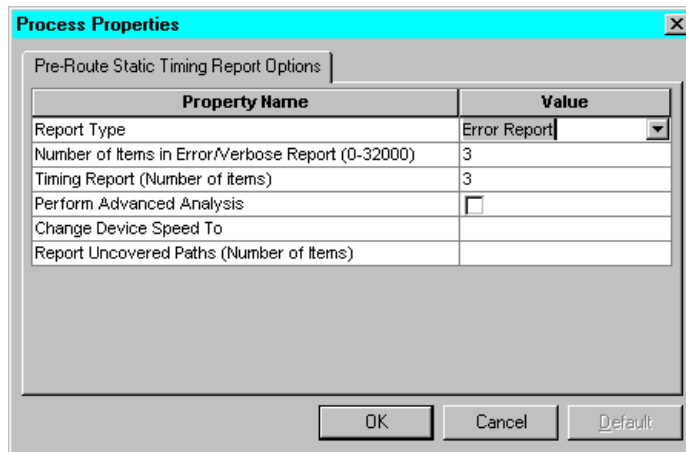 Process Properties
Pre-Route Static Timing Report Options
Property Name Value
Report Type Error Report
Number of Items in Error/Verbose Report (0-32000) 3
Timing Report (Number of items) 3
Perform Advanced Analysis
Change Device Speed To
Report Uncovered Paths (Number of Items)
OK Cancel Default